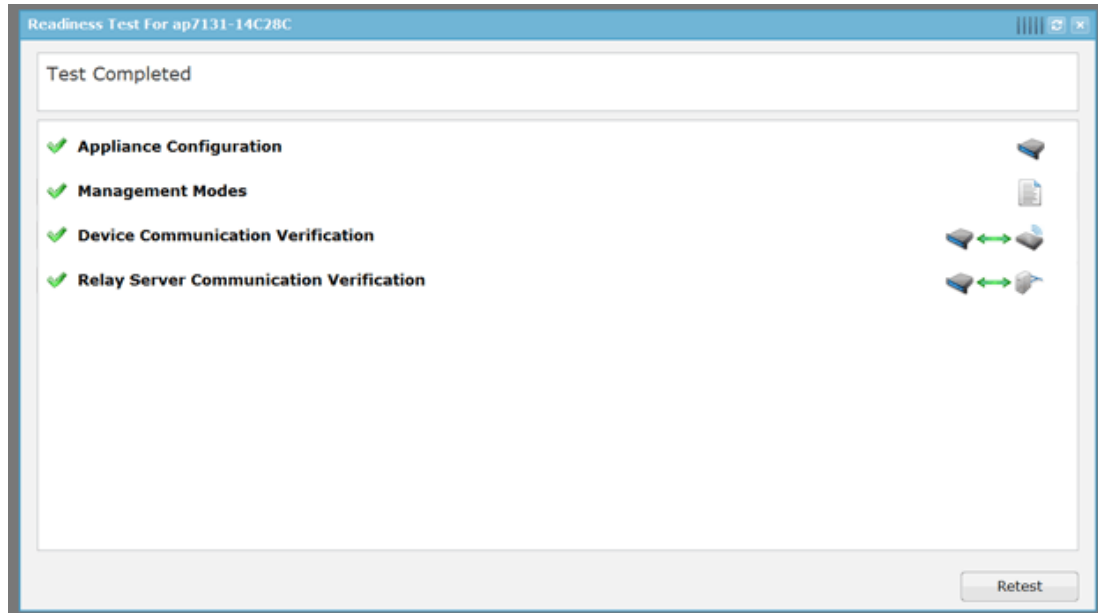 Readiness Test For ap7131-14C28C
Test Completed
Appliance Configuration
Management Modes
Device Communication Verification
Relay Server Communication Verification
Retest